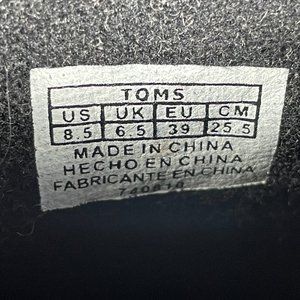 TOMS
US UK EU CM
8.5 6.5 39 25.5
MADE IN CHINA
HECHO EN CHINA
FABRICANTE EN CHINA